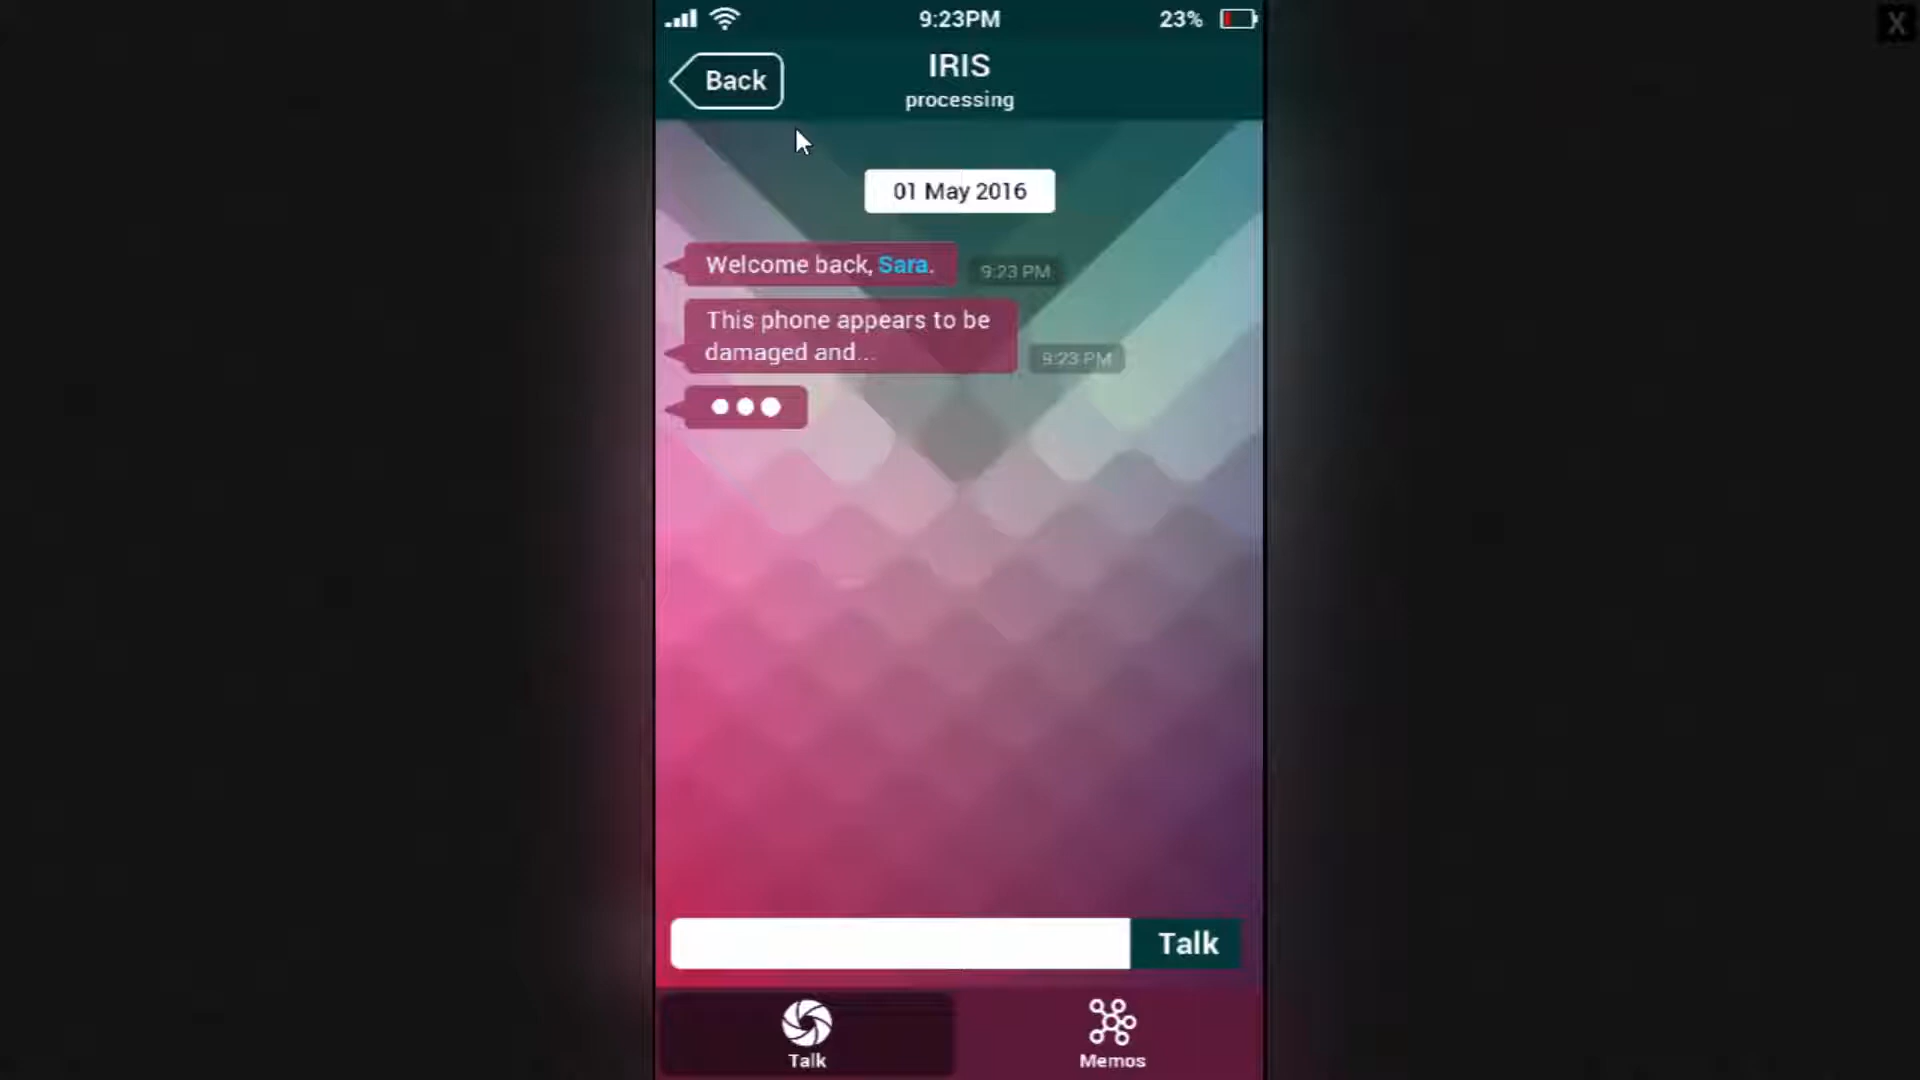 9:23PM
23%
X
Back
IRIS
processing
01 May 2016
Welcome back, Sara.
9:23 PM
This phone appears to be
damaged and...
9:23 PM
Talk
Talk
Memos